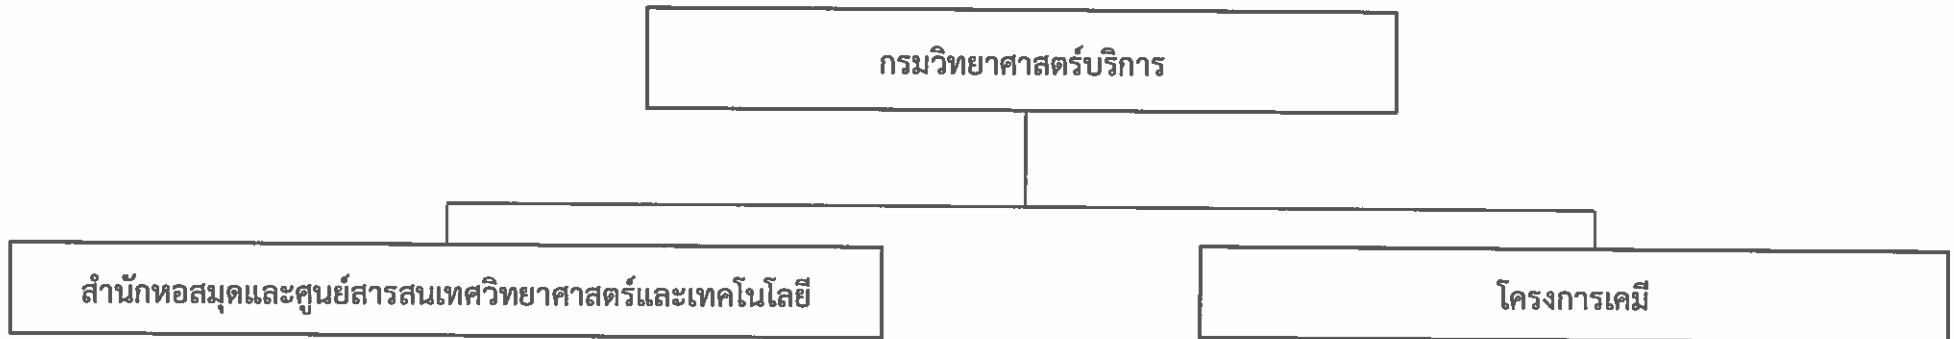 กรมวิทยาศาสตร์บริการ
สำนักหอสมุดและศูนย์สารสนเทศวิทยาศาสตร์และเทคโนโลยี
โครงการเคมี